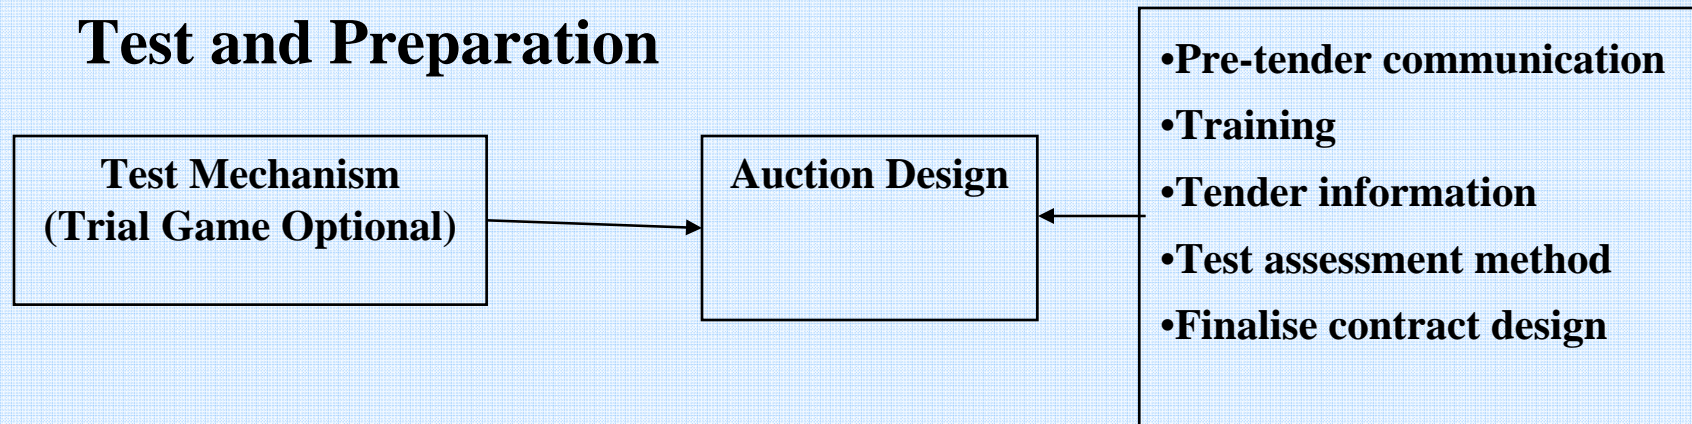 Test and Preparation
Test Mechanism
(Trial Game Optional)
Auction Design
•Pre-tender communication
•Training
•Tender information
•Test assessment method
•Finalise contract design